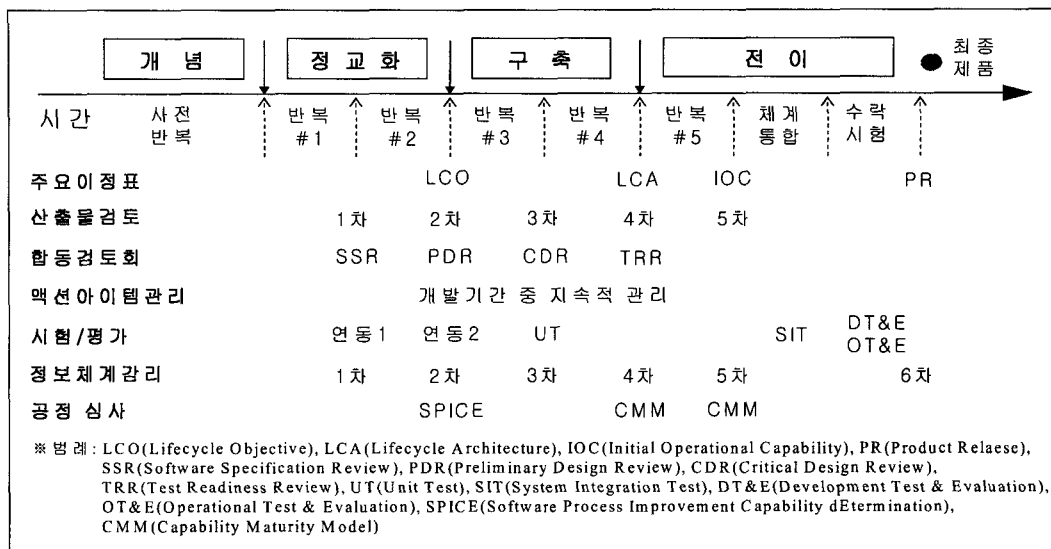 개 념 정 교 화 구 축 전 이 최 종
제 품
시 간 사 전 반 복 반 복 반 복 반 복 반 복 체 계 수 락
반 복 #1 #2 #3 #4 #5 통 합 시 험
주요이정표 LCO LCA IOC PR
산출물검토 1차 2차 3차 4차 5차
합동검토회 SSR PDR CDR TRR
맥션아이템관리 개발기간 중 지속적 관리
시험/평가 연동1 연동2 UT SIT DT&E
OT&E
정보체계감리 1차 2차 3차 4차 5차 6차
공정 심사 SPICE CMM CMM
※ 범례 : LCO(Lifecycle Objective), LCA(Lifecycle Architecture), IOC(Initial Operational Capability), PR(Product Relaese),
SSR(Software Specification Review), PDR(Preliminary Design Review), CDR(Critical Design Review),
TRR(Test Readiness Review), UT(Unit Test), SIT(System Integration Test), DT&E(Development Test & Evaluation),
OT&E(Operational Test & Evaluation), SPICE(Software Process Improvement Capability dEtermination),
CMM(Capability Maturity Model)